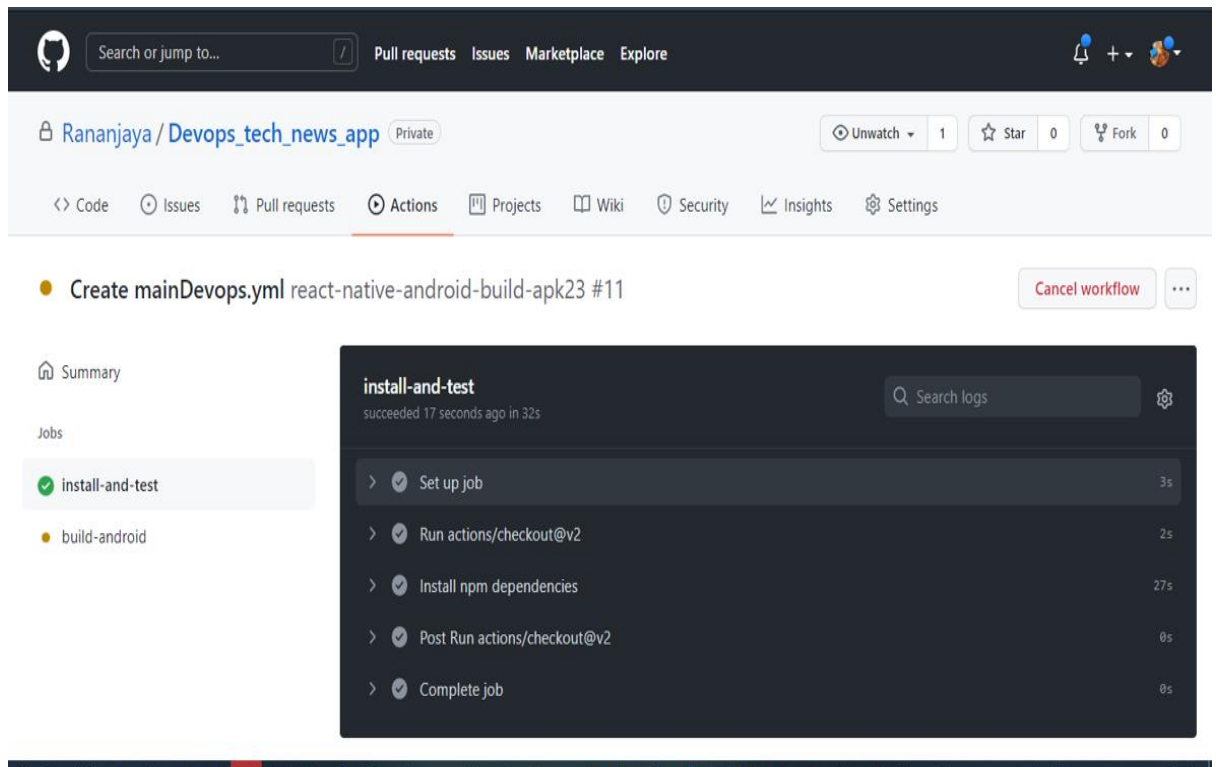 Search or jump to... /
Pull requests Issues Marketplace Explore
Rananjaya / Devops_tech_news_app Private
Unwatch 1 Star 0 Fork 0
<> Code Issues Pull requests Actions Projects Wiki Security Insights Settings
Create mainDevops.yml react-native-android-build-apk23 #11
Cancel workflow ...
Summary
Jobs
install-and-test
build-android
install-and-test
succeeded 17 seconds ago in 32s
Search logs
Set up job 3s
Run actions/checkout@v2 2s
Install npm dependencies 27s
Post Run actions/checkout@v2 0s
Complete job 0s